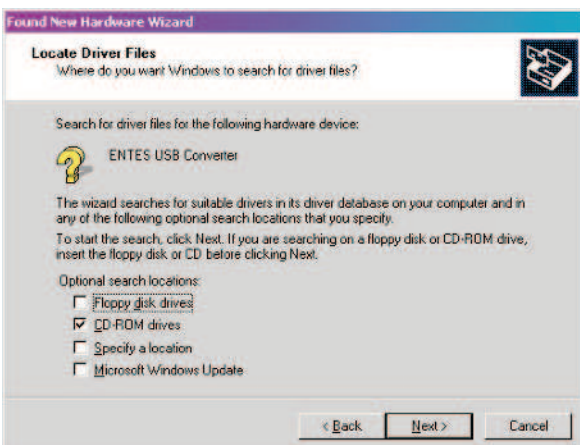 Found New Hardware Wizard
Locate Driver Files
Where do you want Windows to search for driver files?
Search for driver files for the following hardware device:
ENTES USB Converter
The wizard searches for suitable drivers in its driver database on your computer and in
any of the following optional search locations that you specify.
To start the search, click Next. If you are searching on a floppy disk or CD-ROM drive,
insert the floppy disk or CD before clicking Next.
Optional search locations:
Floppy disk drives
CD-ROM drives
Specify a location
Microsoft Windows Update
< Back Next > Cancel